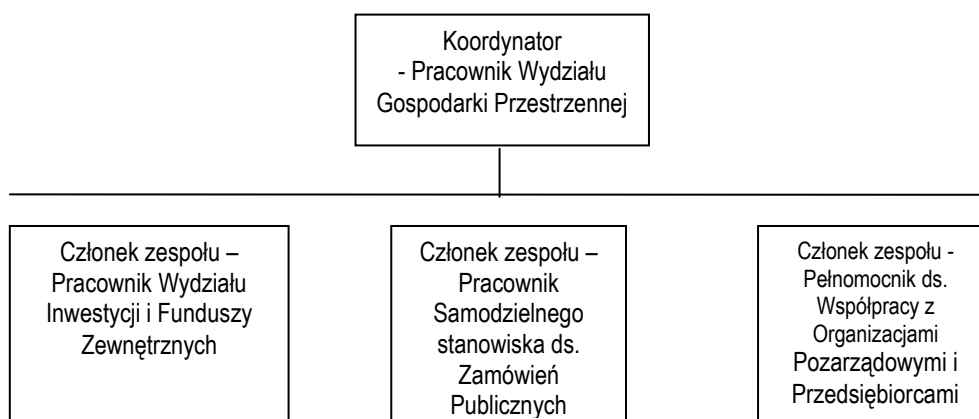 Koordynator
- Pracownik Wydziału
Gospodarki Przestrzennej
Członek zespołu –
Pracownik Wydziału
Inwestycji i Funduszy
Zewnętrznych
Członek zespołu –
Pracownik
Samodzielnego
stanowiska ds.
Zamówień
Publicznych
Członek zespołu -
Pełnomocnik ds.
Współpracy z
Organizacjami
Pozarządowymi i
Przedsiębiorcami